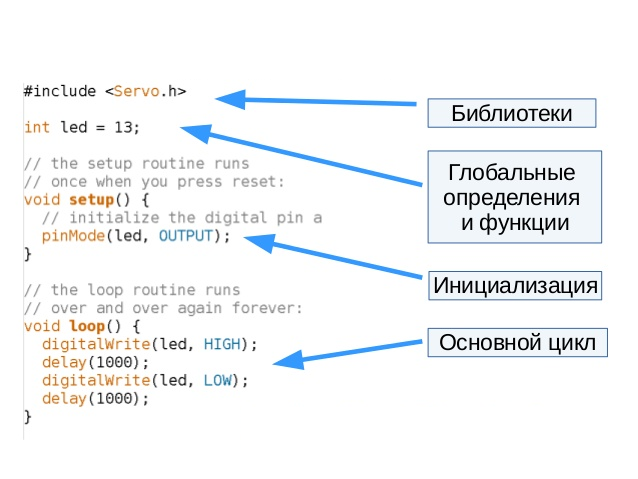 #include <Servo.h>
int led = 13;
// the setup routine runs
// once when you press reset:
void setup() {
// initialize the digital pin a
pinMode(led, OUTPUT);
}
// the loop routine runs
// over and over again forever:
void loop() {
digitalWrite(led, HIGH);
delay(1000);
digitalWrite(led, LOW);
delay(1000);
}
Библиотеки
Глобальные
определения
и функции
Инициализация
Основной цикл